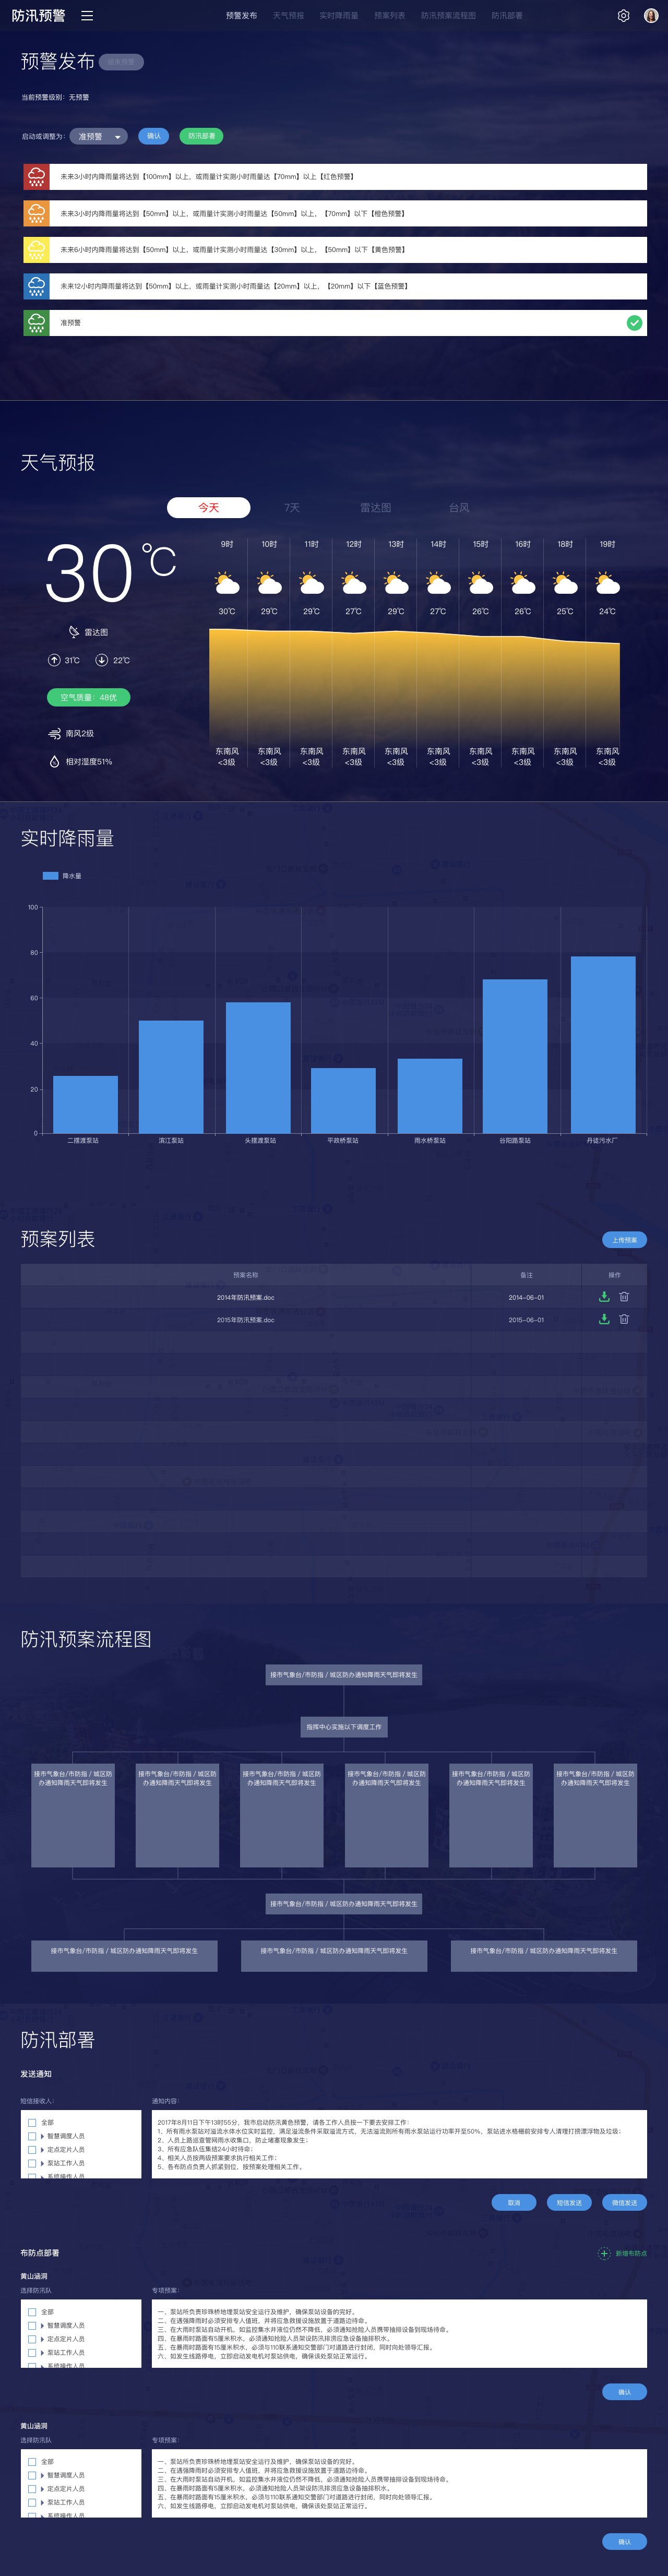 防汛预警
预警发布 天气预报 实时降雨量 预案列表 防汛预案流程图 防汛部署
预警发布 结束预警
当前预警级别：无预警
启动或调整为： 准预警 确认 防汛部署
未来3小时内降雨量将达到【100mm】以上，或雨量计实测小时雨量达【70mm】以上【红色预警】
未来3小时内降雨量将达到【50mm】以上，或雨量计实测小时雨量达【50mm】以上，【70mm】以下【橙色预警】
未来6小时内降雨量将达到【50mm】以上，或雨量计实测小时雨量达【30mm】以上，【50mm】以下【黄色预警】
未来12小时内降雨量将达到【50mm】以上，或雨量计实测小时雨量达【20mm】以上，【20mm】以下【蓝色预警】
准预警
天气预报
今天 7天 雷达图 台风
30℃
雷达图
31℃ 22℃
空气质量：48优
南风2级
相对湿度51%
9时 10时 11时 12时 13时 14时 15时 16时 18时 19时
30℃ 29℃ 29℃ 27℃ 29℃ 27℃ 26℃ 26℃ 25℃ 24℃
东南风 东南风 东南风 东南风 东南风 东南风 东南风 东南风 东南风 东南风
<3级 <3级 <3级 <3级 <3级 <3级 <3级 <3级 <3级 <3级
实时降雨量
降水量
100
80
60
40
20
0
二摆渡泵站 滨江泵站 头摆渡泵站 平政桥泵站 雨水桥泵站 台阳路泵站 丹徒污水厂
预案列表 上传预案
预案名称 备注 操作
2014年防汛预案.doc 2014-06-01
2015年防汛预案.doc 2015-06-01
防汛预案流程图
接市气象台/市防指 / 城区防办通知降雨天气即将发生
指挥中心实施以下调度工作
接市气象台/市防指 / 城区防 接市气象台/市防指 / 城区防 接市气象台/市防指 / 城区防 接市气象台/市防指 / 城区防 接市气象台/市防指 / 城区防 接市气象台/市防指 / 城区防
办通知降雨天气即将发生 办通知降雨天气即将发生 办通知降雨天气即将发生 办通知降雨天气即将发生 办通知降雨天气即将发生 办通知降雨天气即将发生
接市气象台/市防指 / 城区防办通知降雨天气即将发生
接市气象台/市防指 / 城区防办通知降雨天气即将发生 接市气象台/市防指 / 城区防办通知降雨天气即将发生 接市气象台/市防指 / 城区防办通知降雨天气即将发生
防汛部署
发送通知
短信接收人：
全部
智慧调度人员
定点定片人员
泵站工作人员
系统操作人员
通知内容：
2017年8月11日下午13时55分，我市启动防汛黄色预警，请各工作人员按一下要去安排工作：
1、所有雨水泵站对溢流水体水位实时监控，满足溢流条件采取溢流方式，无法溢流则所有雨水泵站运行功率开至50%，泵站进水格栅前安排专人清理打捞漂浮物及垃圾；
2、人员上路巡查管网雨水收集口，防止堵塞现象发生；
3、所有应急队伍集结24小时待命；
4、相关人员按两级预案要求执行相关工作；
5、各布防点负责人抓紧到位，按预案处理相关工作。
取消 短信发送 微信发送
布防点部署 新增布防点
黄山涵洞
选择防汛队
全部
智慧调度人员
定点定片人员
泵站工作人员
系统操作人员
专项预案：
一、泵站所负责珍珠桥地埋泵站安全运行及维护，确保泵站设备的完好。
二、在遇强降雨时必须安排专人值班，并将应急救援设施放置于道路边待命。
三、在大雨时泵站自动开机，如监控集水井液位仍然不降低，必须通知抢险人员携带抽排设备到现场待命。
四、在暴雨时路面有5厘米积水，必须通知抢险人员架设防汛排涝应急设备抽排积水。
五、在暴雨时路面有15厘米积水，必须与110联系通知交警部门对道路进行封闭，同时向处领导汇报。
六、如发生线路停电，立即启动发电机对泵站供电，确保该处泵站正常运行。
确认
黄山涵洞
选择防汛队
全部
智慧调度人员
定点定片人员
泵站工作人员
系统操作人员
专项预案：
一、泵站所负责珍珠桥地埋泵站安全运行及维护，确保泵站设备的完好。
二、在遇强降雨时必须安排专人值班，并将应急救援设施放置于道路边待命。
三、在大雨时泵站自动开机，如监控集水井液位仍然不降低，必须通知抢险人员携带抽排设备到现场待命。
四、在暴雨时路面有5厘米积水，必须通知抢险人员架设防汛排涝应急设备抽排积水。
五、在暴雨时路面有15厘米积水，必须与110联系通知交警部门对道路进行封闭，同时向处领导汇报。
六、如发生线路停电，立即启动发电机对泵站供电，确保该处泵站正常运行。
确认